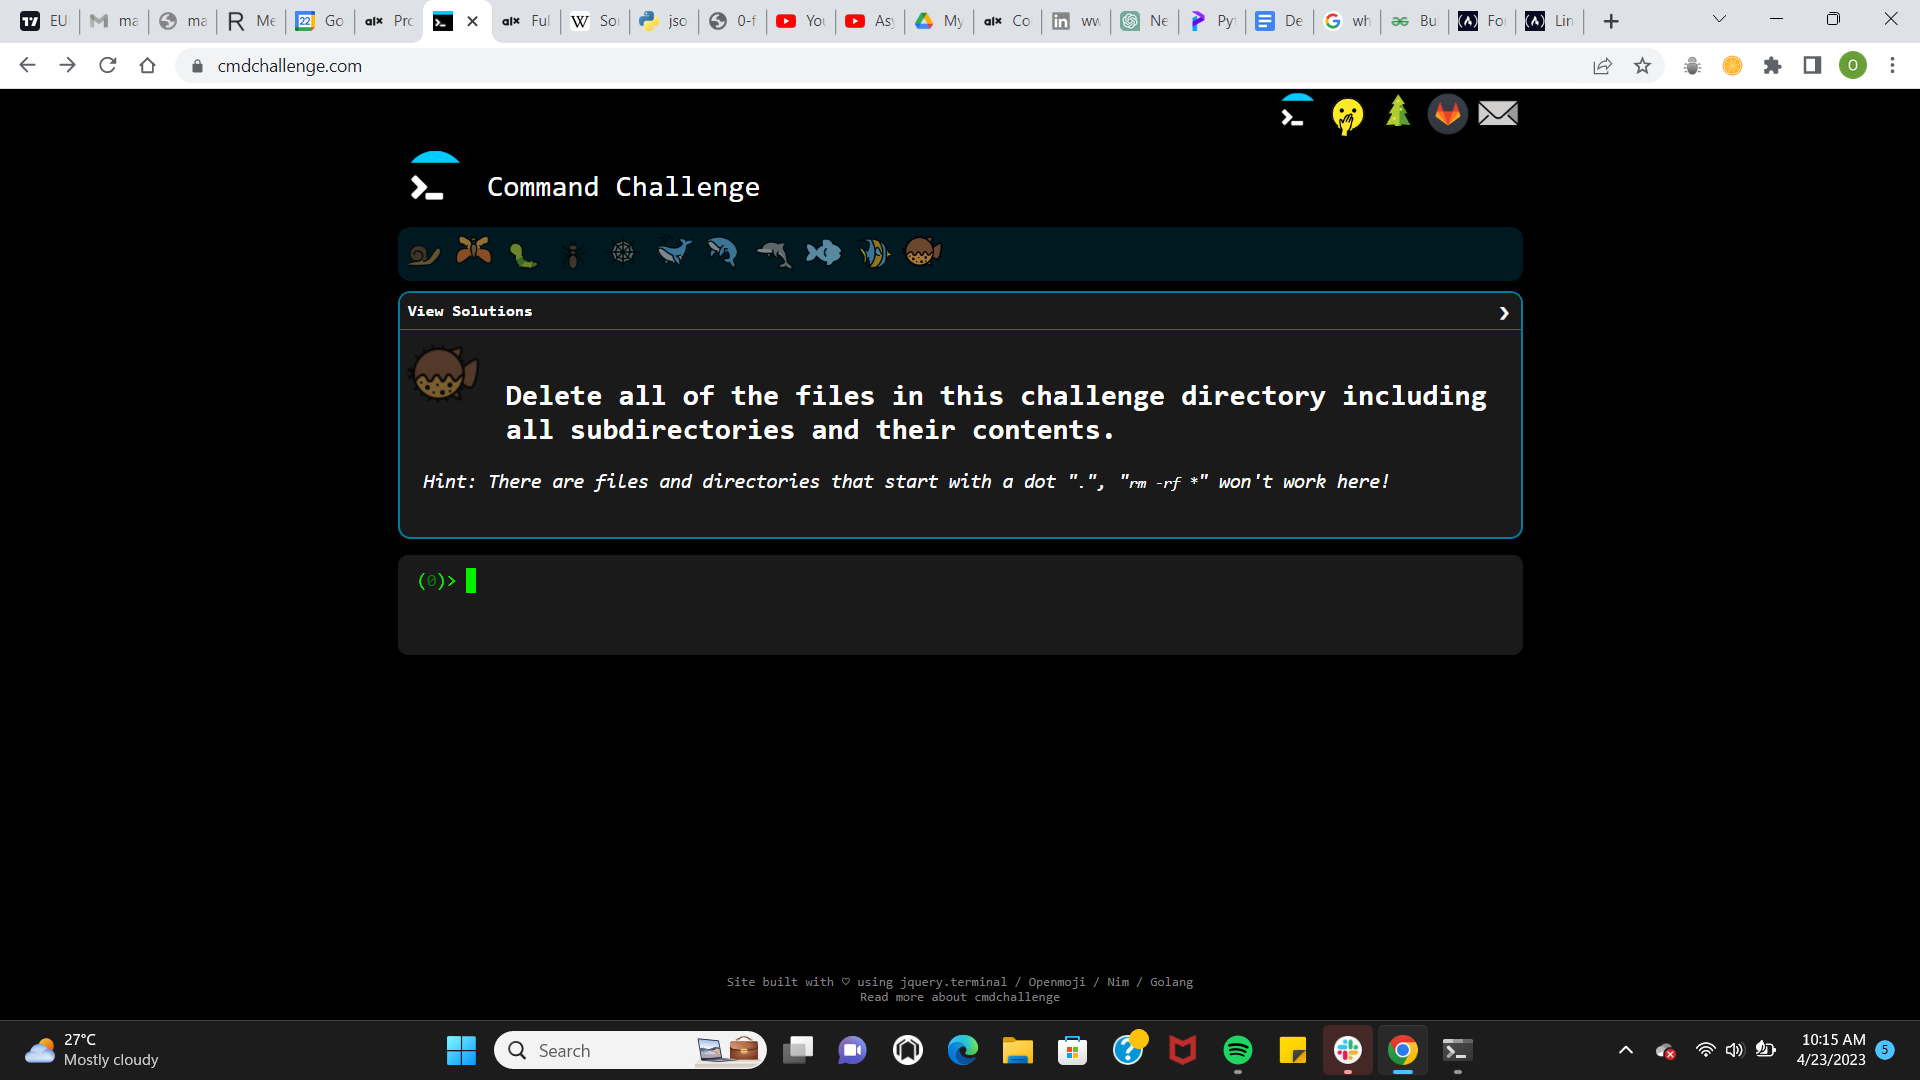 EU
ma
ma
Me
Go
Pro
Ful
Sor
jso
0-f
You
Asy
My
Co
ww
Ne
Pyt
De
wh
Bu
For
Lin
cmdchallenge.com
O
Command Challenge
View Solutions
Delete all of the files in this challenge directory including
all subdirectories and their contents.
Hint: There are files and directories that start with a dot ".", "rm -rf *" won't work here!
(0)>
Site built with ♡ using jquery.terminal / Openmoji / Nim / Golang
Read more about cmdchallenge
27°C
Mostly cloudy
Search
10:15 AM
4/23/2023
5